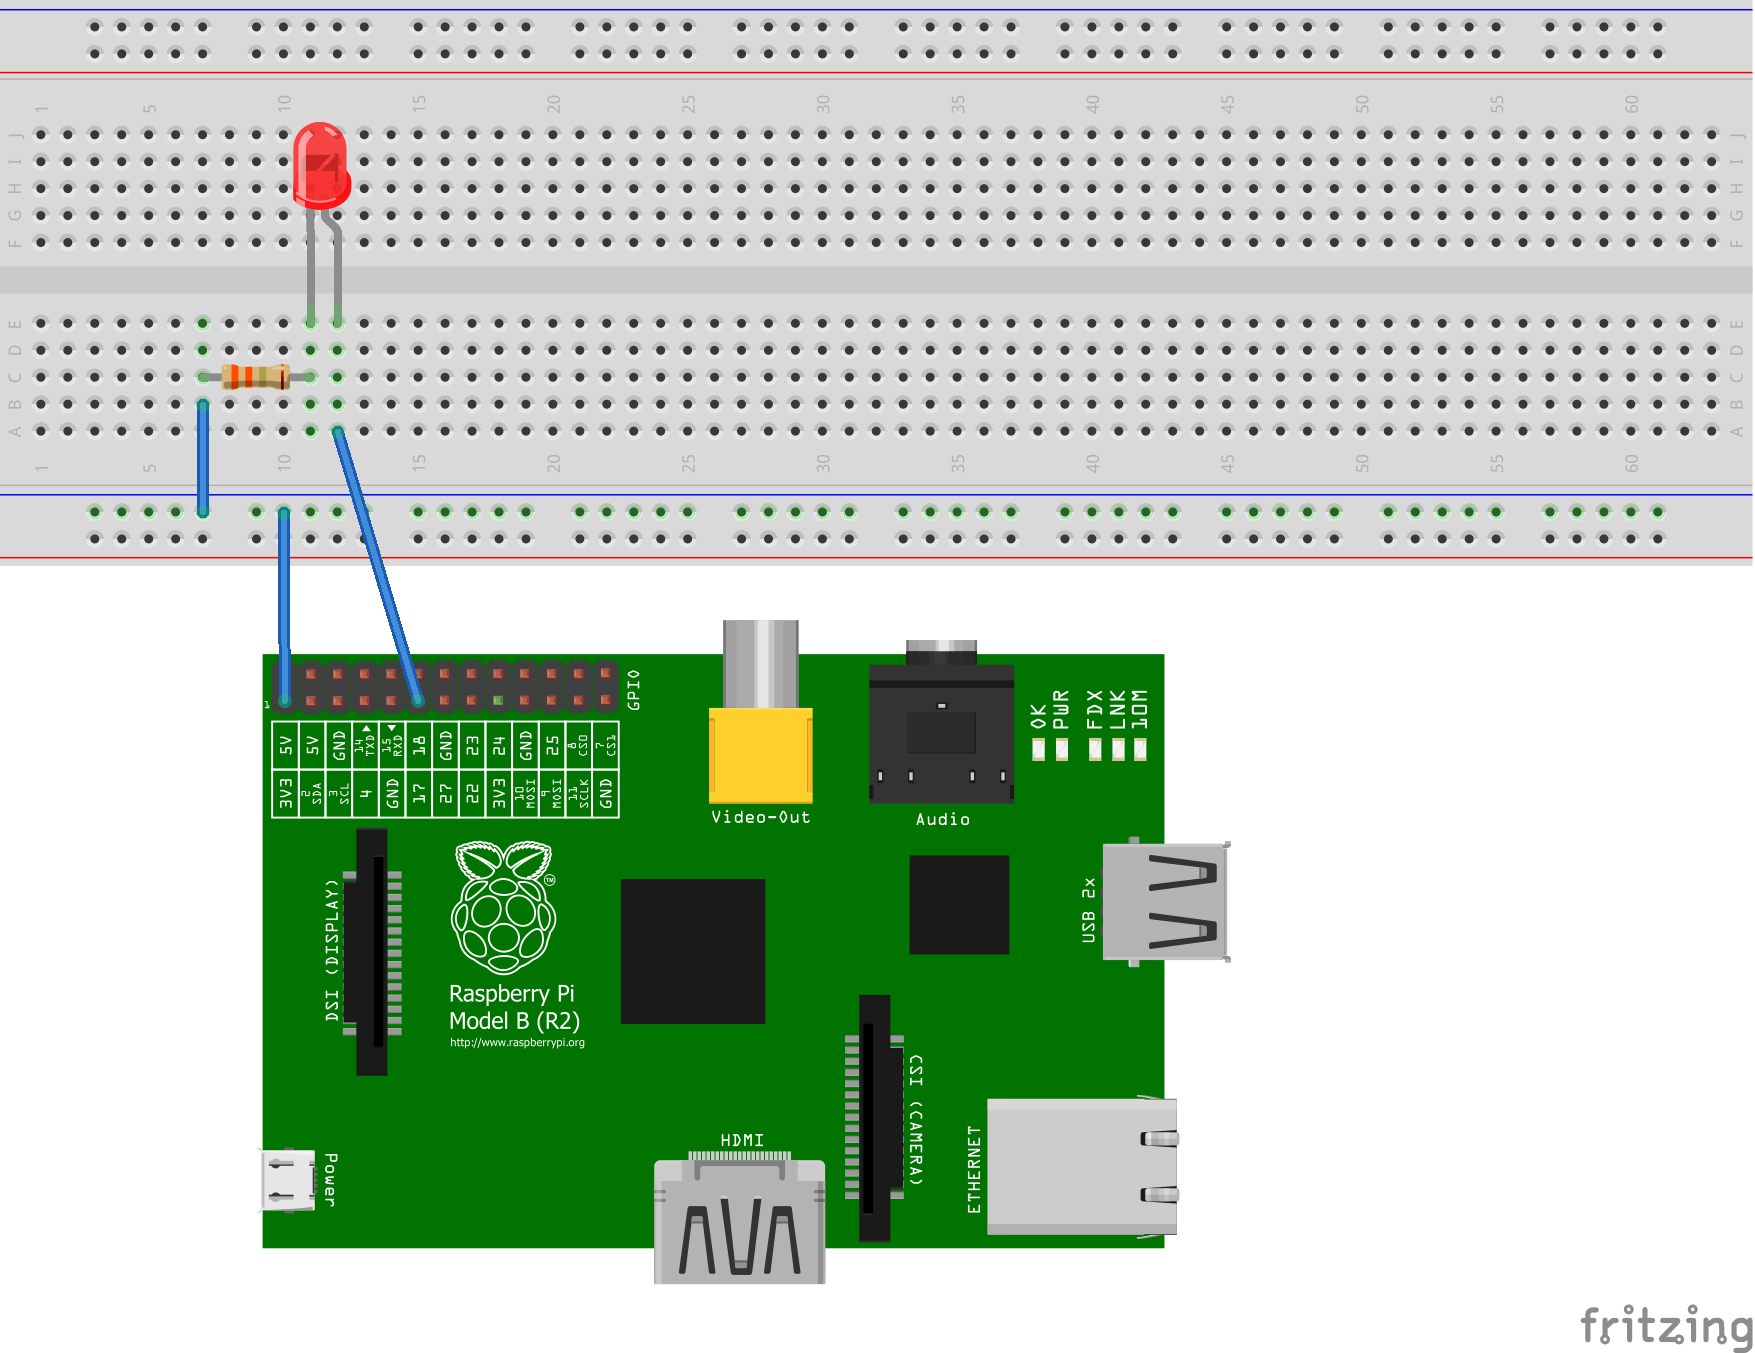 1 5 10 15 20 25 30 35 40 45 50 55 60
J J
I I
H H
G G
F F
E E
D D
C C
B B
A A
1 5 10 15 20 25 30 35 40 45 50 55 60
1
GPIO
5V 5V GND 14 TXD 15 RXD 18 GND 23 24 GND 25 8 CS0 7 CS1
3V3 2 SDA 3 SCL 4 GND 17 27 22 3V3 10 MOSI 9 MOSI 11 SCLK GND
OK PWR FDX LNK 10M
Video-Out
Audio
DSI (DISPLAY)
TM
Raspberry Pi
Model B (R2)
http://www.raspberrypi.org
USB 2x
CSI (CAMERA)
ETHERNET
HDMI
Power
fritzing